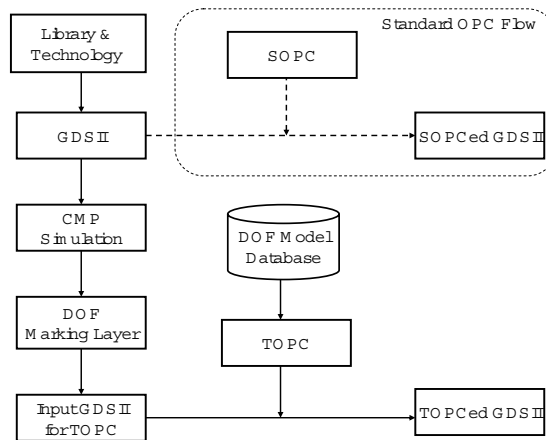 Library &
Technology
Standard OPC Flow
SOPC
GDSII
SOPCed GDSII
CMP
Simulation
DOF Model
Database
DOF
Marking Layer
TOPC
Input GDSII
for TOPC
TOPCed GDSII